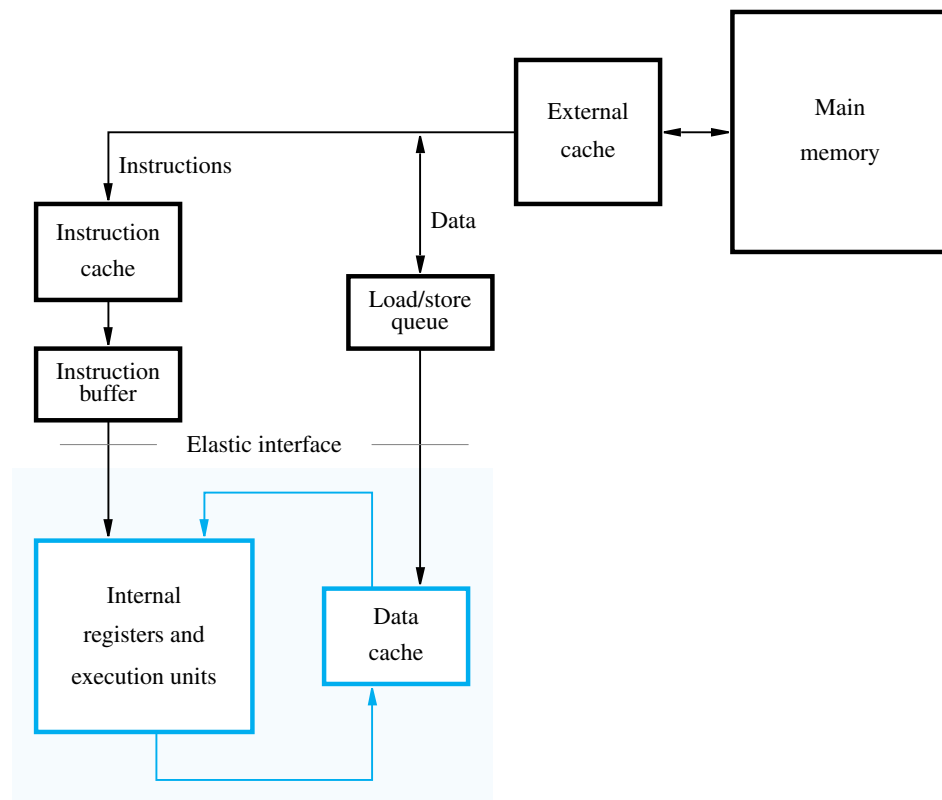 Main
memory
External
cache
Instructions
Data
Instruction
cache
Load/store
queue
Instruction
buffer
Elastic interface
Internal
registers and
execution units
Data
cache